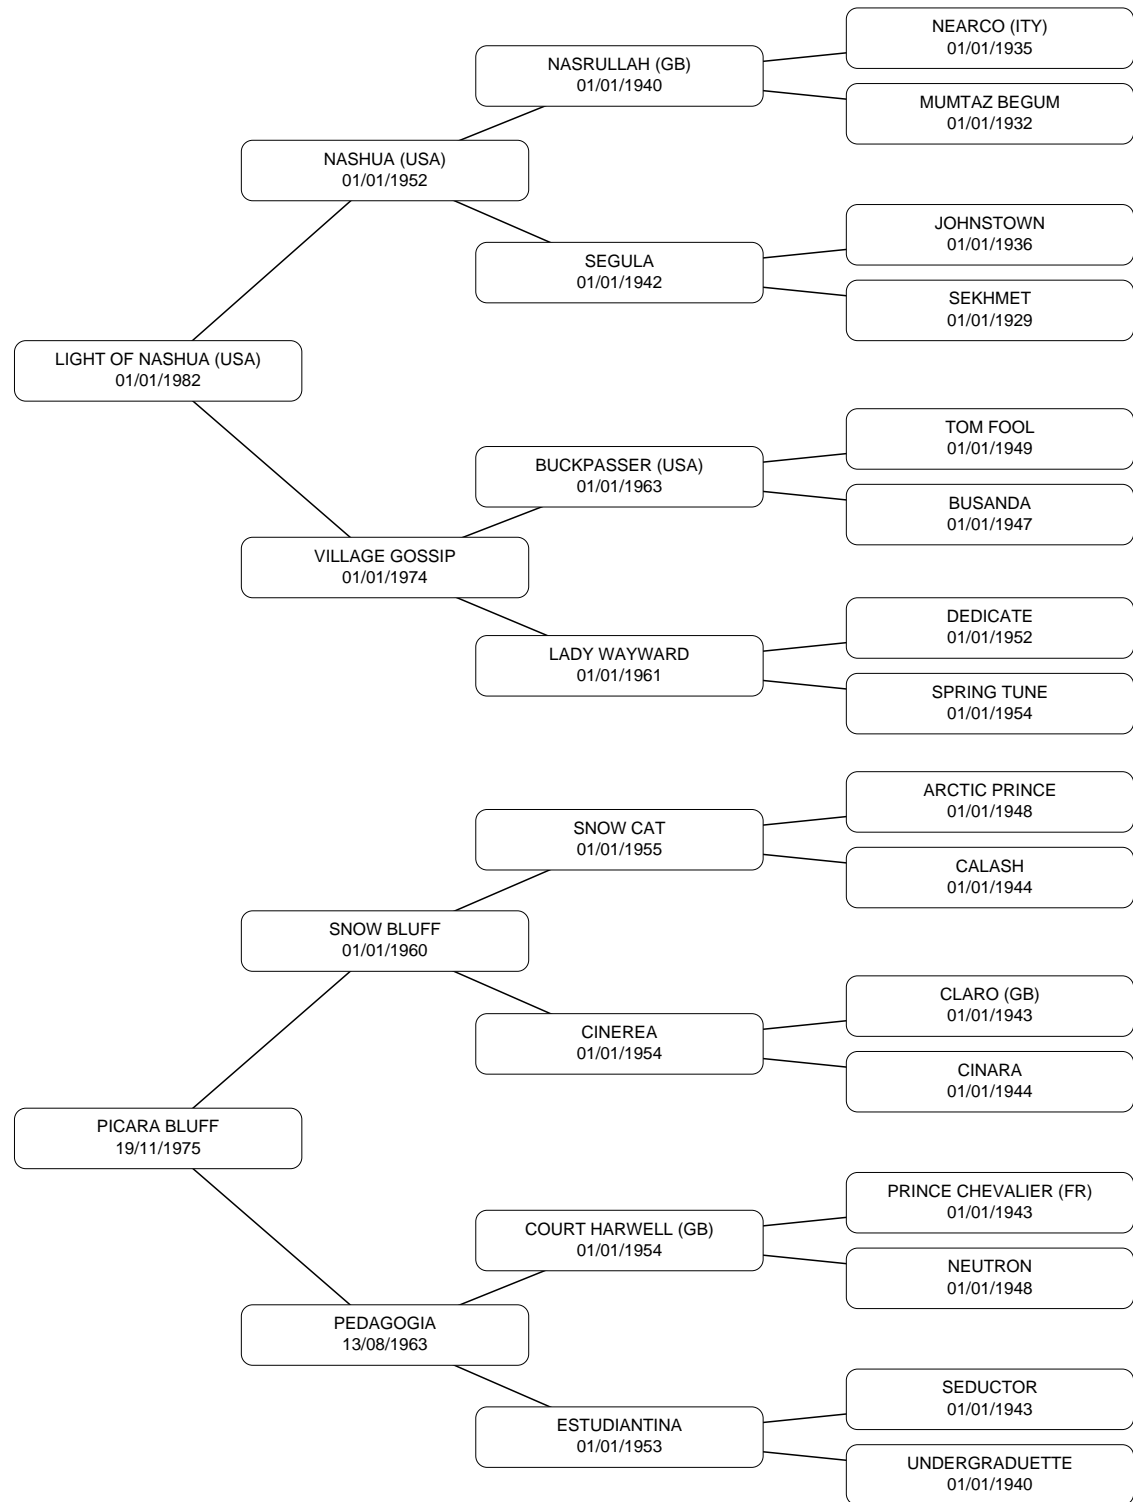 NEARCO (ITY)
01/01/1935
NASRULLAH (GB)
01/01/1940
MUMTAZ BEGUM
01/01/1932
NASHUA (USA)
01/01/1952
JOHNSTOWN
01/01/1936
SEGULA
01/01/1942
SEKHMET
01/01/1929
LIGHT OF NASHUA (USA)
01/01/1982
TOM FOOL
01/01/1949
BUCKPASSER (USA)
01/01/1963
BUSANDA
01/01/1947
VILLAGE GOSSIP
01/01/1974
DEDICATE
01/01/1952
LADY WAYWARD
01/01/1961
SPRING TUNE
01/01/1954
ARCTIC PRINCE
01/01/1948
SNOW CAT
01/01/1955
CALASH
01/01/1944
SNOW BLUFF
01/01/1960
CLARO (GB)
01/01/1943
CINEREA
01/01/1954
CINARA
01/01/1944
PICARA BLUFF
19/11/1975
PRINCE CHEVALIER (FR)
01/01/1943
COURT HARWELL (GB)
01/01/1954
NEUTRON
01/01/1948
PEDAGOGIA
13/08/1963
SEDUCTOR
01/01/1943
ESTUDIANTINA
01/01/1953
UNDERGRADUETTE
01/01/1940